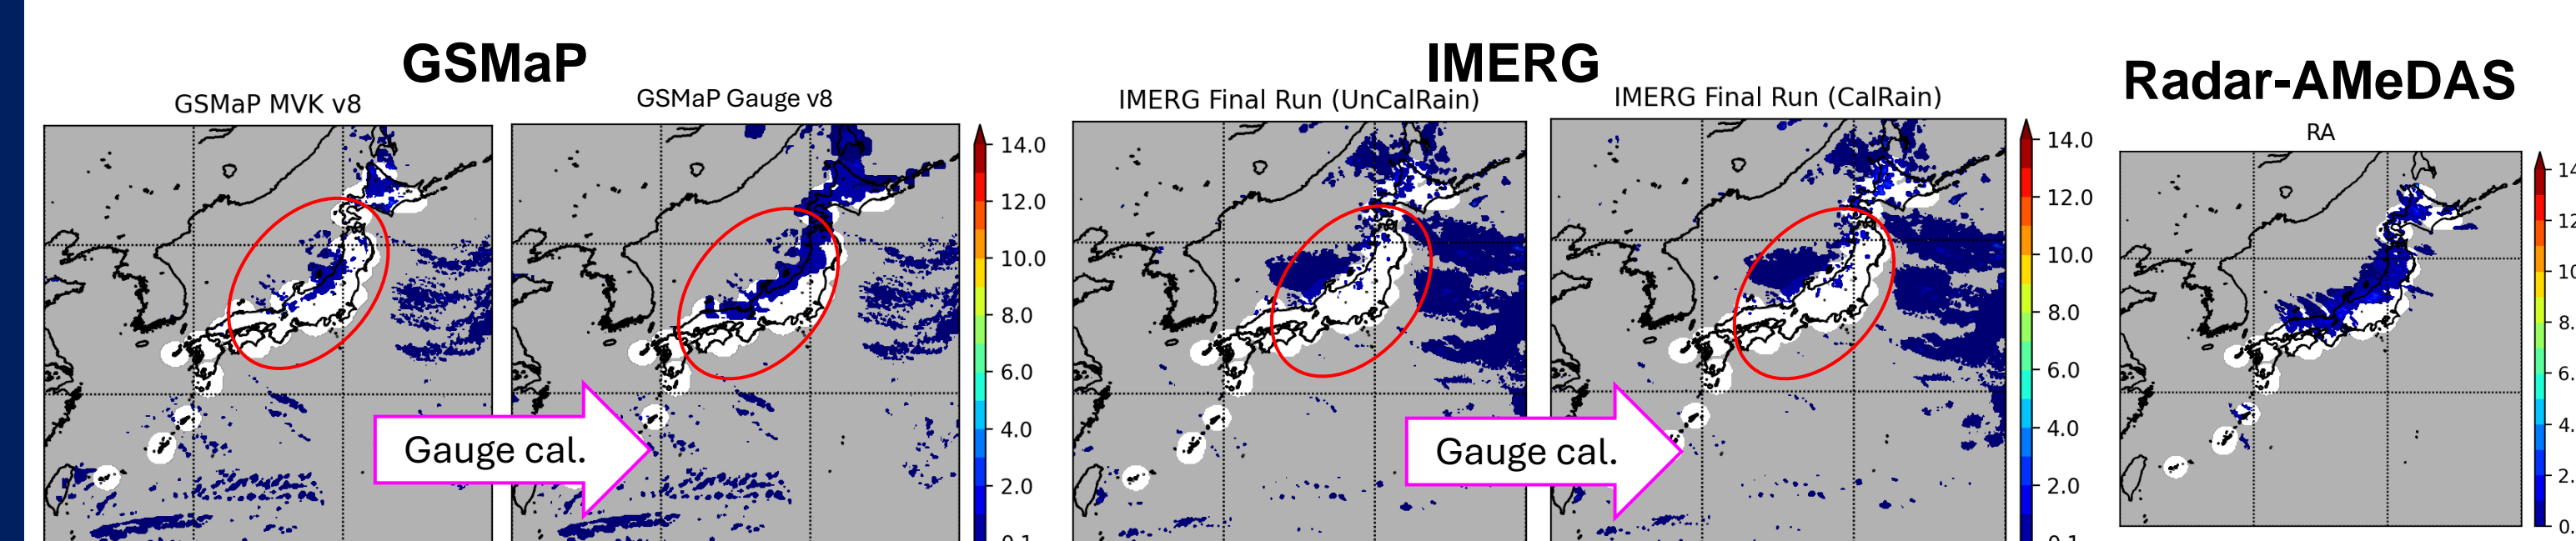 GSMaP
IMERG
Radar-AMeDAS
GSMaP MVK v8
GSMaP Gauge v8
IMERG Final Run (UnCalRain)
IMERG Final Run (CalRain)
RA
14.0
12.0
10.0
8.0
6.0
4.0
2.0
14.0
12.0
10.0
8.0
6.0
4.0
2.0
Gauge cal.
Gauge cal.